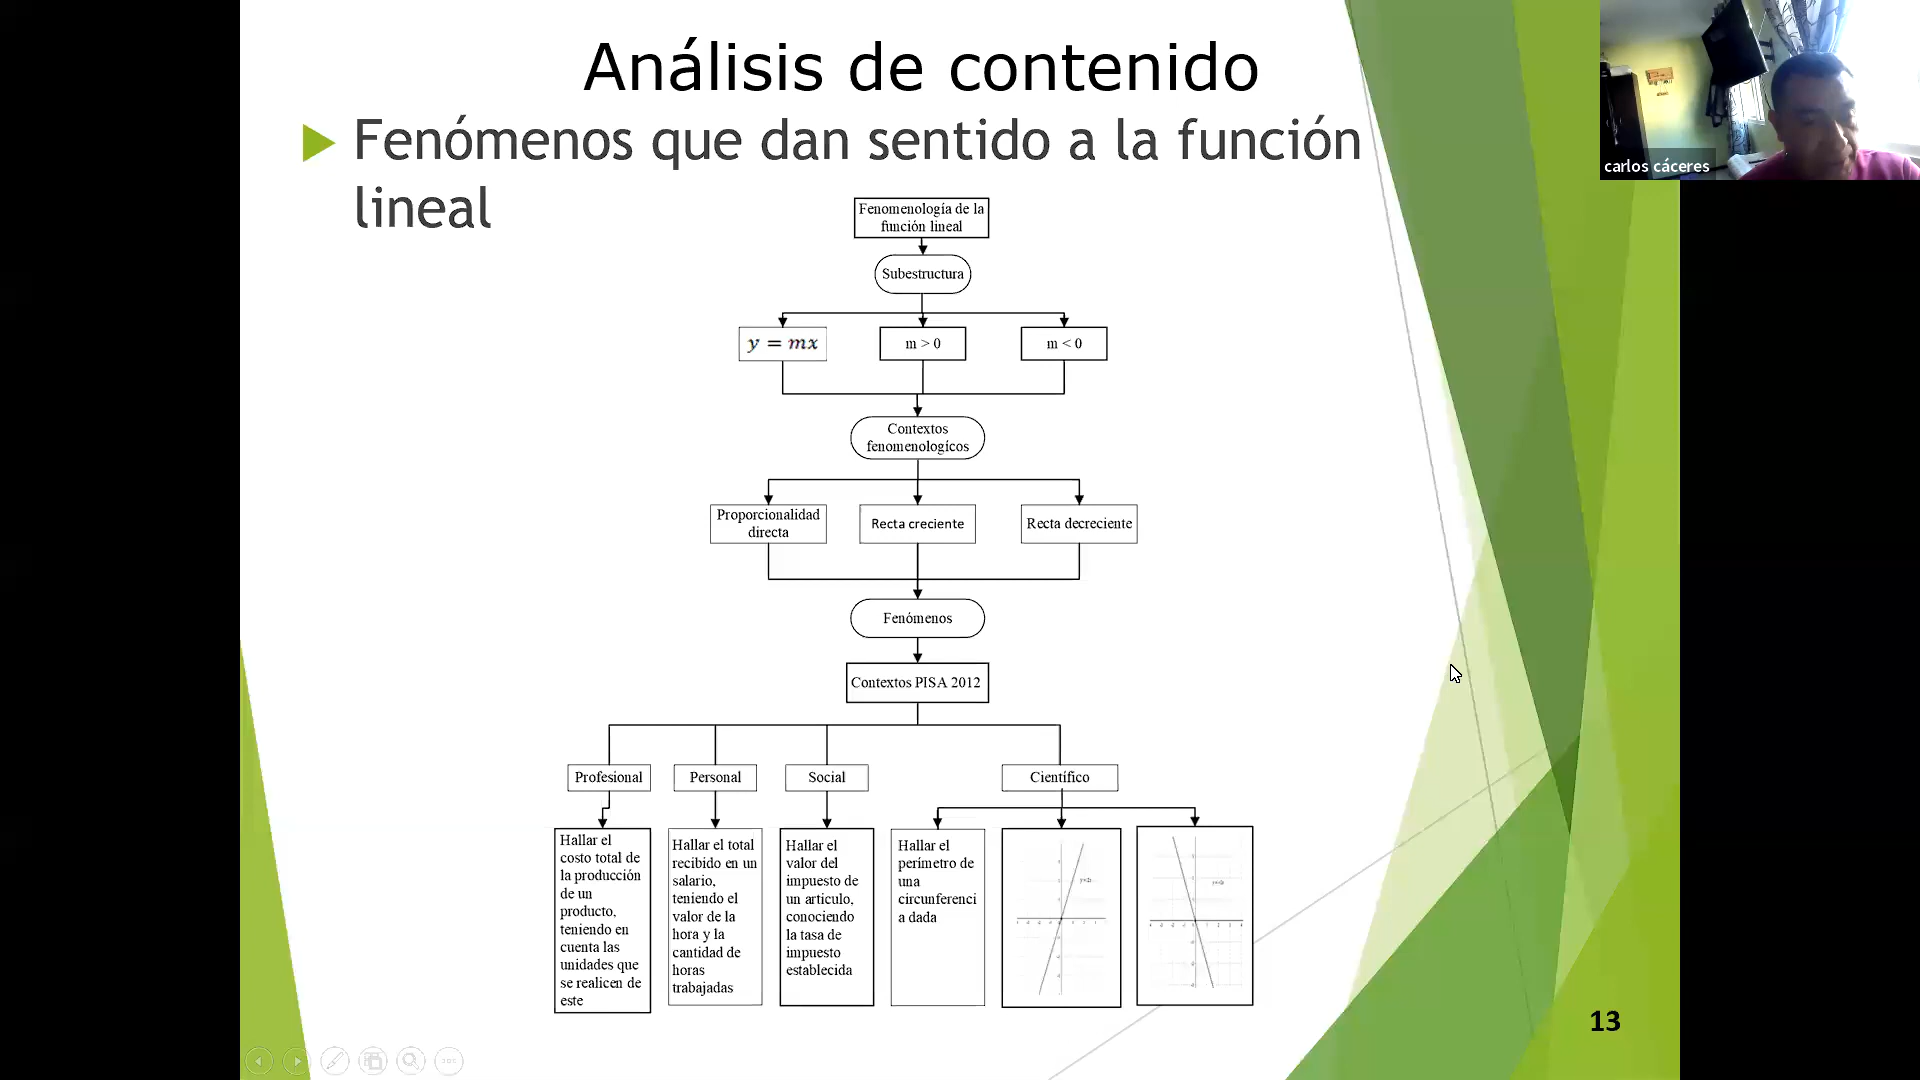 Análisis de contenido
Fenómenos que dan sentido a la función
lineal
carlos cáceres
Fenomenología de la
función lineal
Subestructura
y = mx
m > 0
m < 0
Contextos
fenomenologícos
Proporcionalidad
directa
Recta creciente
Recta decreciente
Fenómenos
Contextos PISA 2012
Profesional
Personal
Social
Científico
Hallar el
costo total de
la producción
de un
producto,
teniendo en
cuenta las
unidades que
se realicen de
este
Hallar el total
recibido en un
salario,
teniendo el
valor de la
hora y la
cantidad de
horas
trabajadas
Hallar el
valor del
impuesto de
un articulo,
conociendo
la tasa de
impuesto
establecida
Hallar el
perímetro de
una
circunferenci
a dada
13